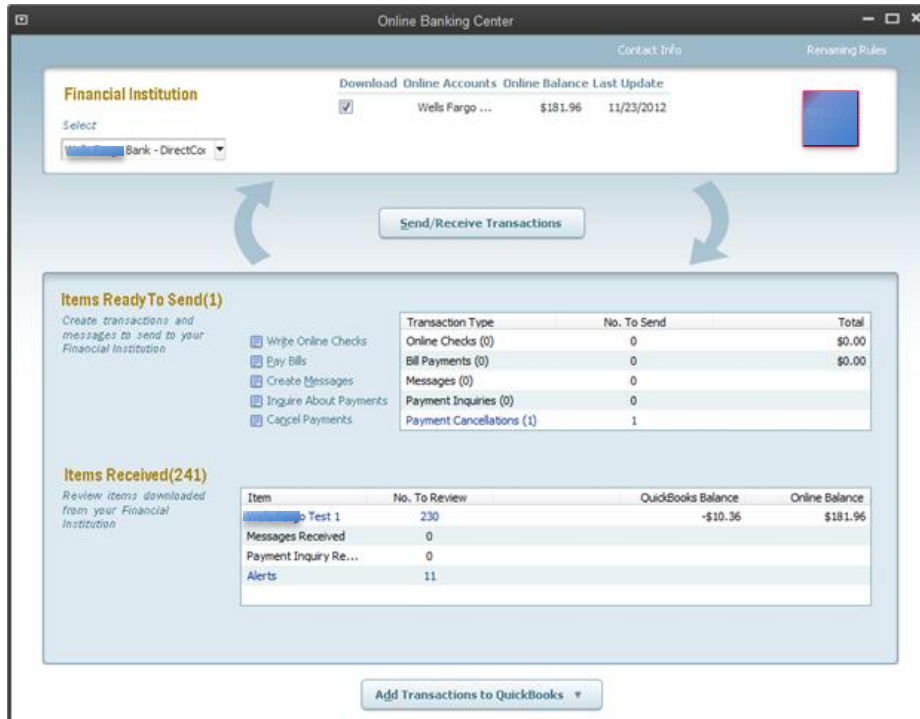 Online Banking Center
Contact Info Renaming Rules
Financial Institution
Download Online Accounts Online Balance Last Update
Wells Fargo ... $181.96 11/23/2012
Select
Bank - DirectCo
Send/Receive Transactions
Items Ready To Send(1)
Create transactions and
messages to send to your
Financial Institution
Write Online Checks
Pay Bills
Create Messages
Inquire About Payments
Cancel Payments
Transaction Type No. To Send Total
Online Checks (0) 0 $0.00
Bill Payments (0) 0 $0.00
Messages (0) 0
Payment Inquiries (0) 0
Payment Cancellations (1) 1
Items Received(241)
Review items downloaded
from your Financial
Institution
Item No. To Review QuickBooks Balance Online Balance
Test 1 230 -$10.36 $181.96
Messages Received 0
Payment Inquiry Re... 0
Alerts 11
Add Transactions to QuickBooks